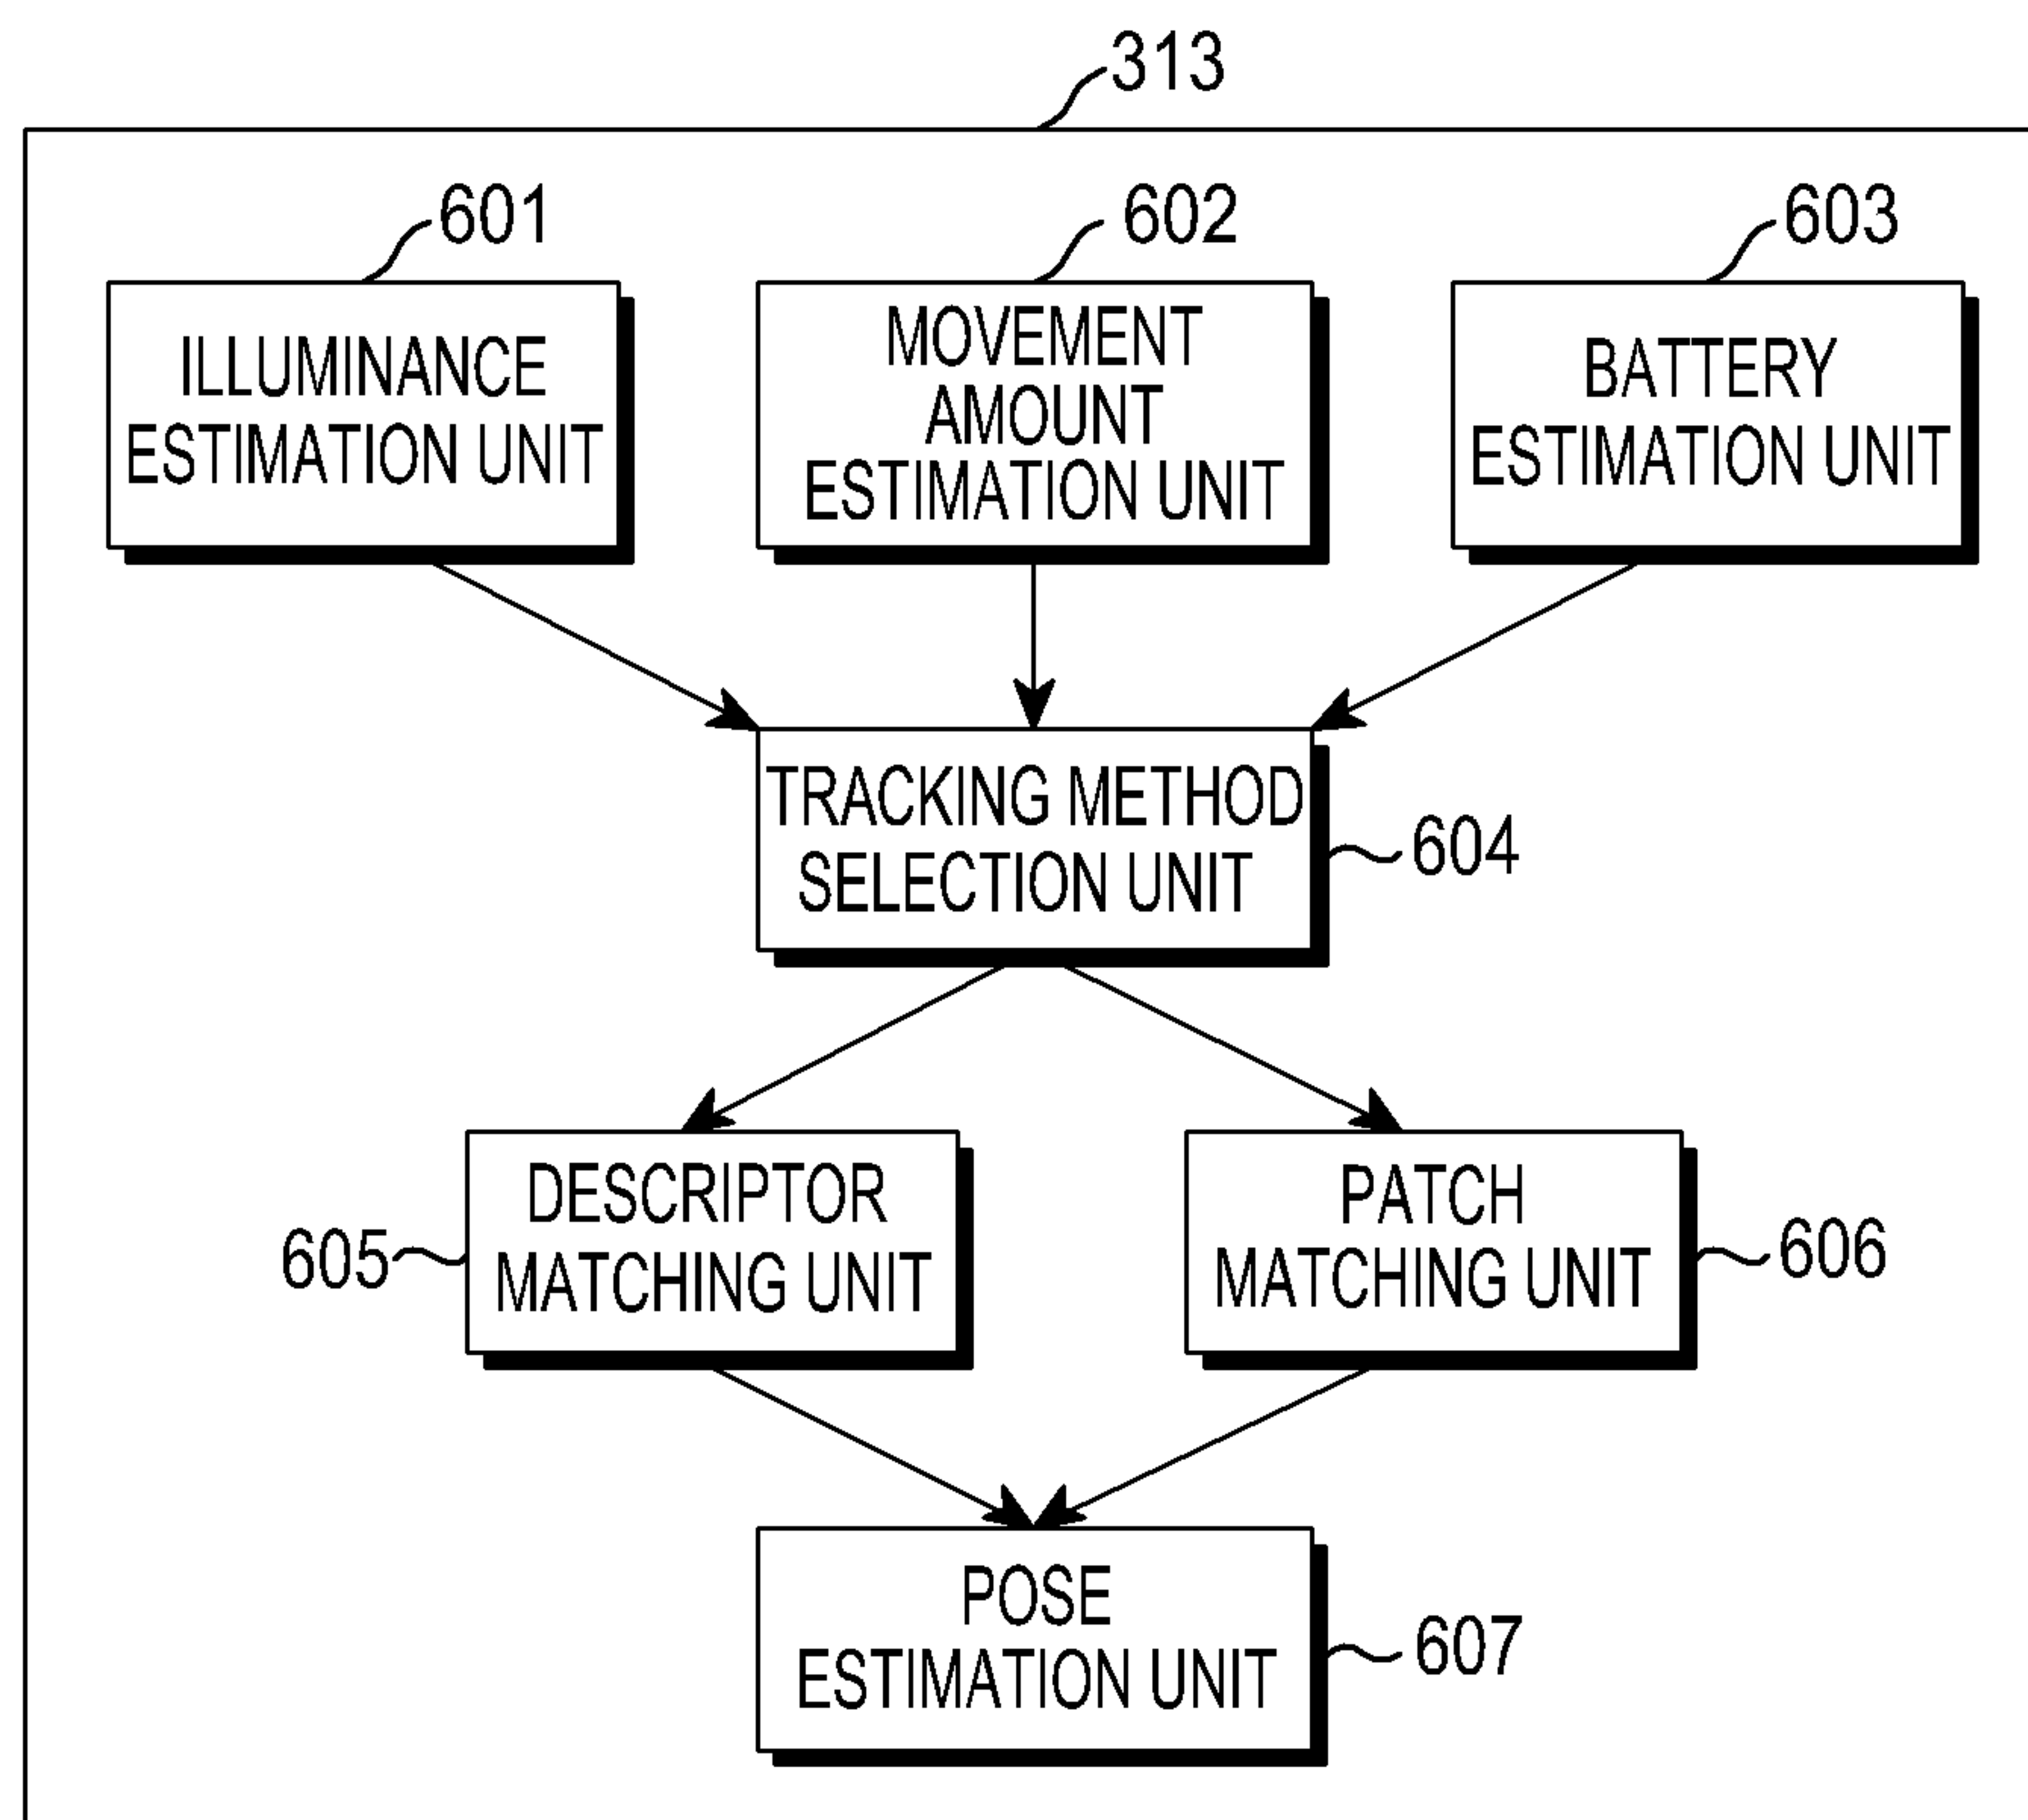 313
601
602
603
ILLUMINANCE
ESTIMATION UNIT
MOVEMENT
AMOUNT
ESTIMATION UNIT
BATTERY
ESTIMATION UNIT
TRACKING METHOD
SELECTION UNIT
604
DESCRIPTOR
MATCHING UNIT
605
PATCH
MATCHING UNIT
606
POSE
ESTIMATION UNIT
607